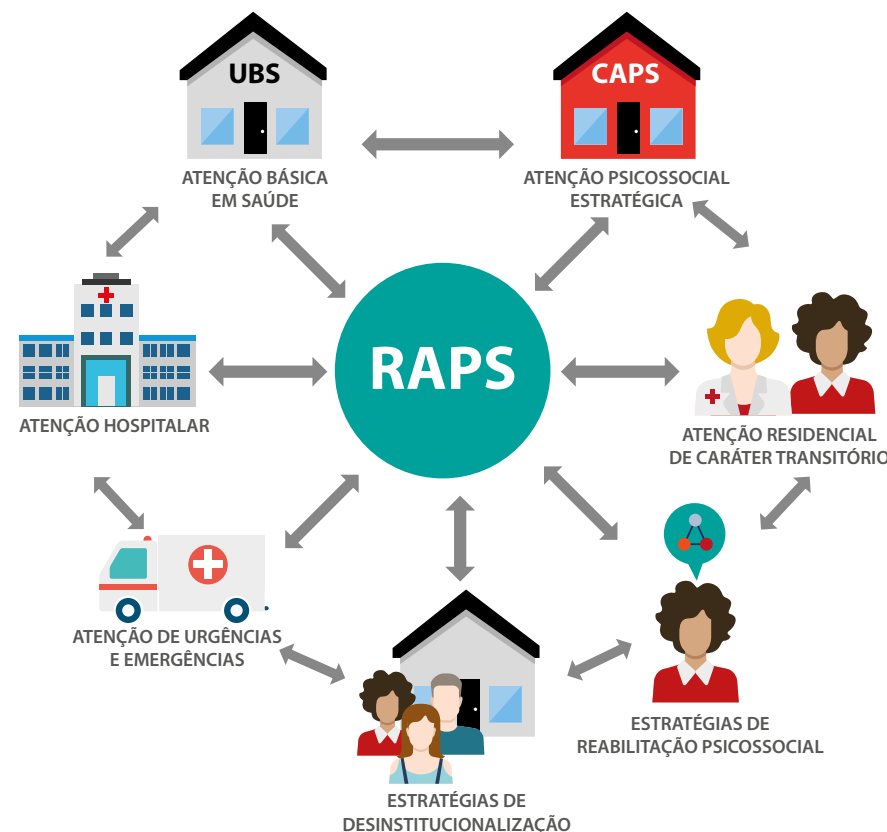 UBS
CAPS
ATENÇÃO BÁSICA
EM SAÚDE
ATENÇÃO PSICOSSOCIAL
ESTRATÉGICA
RAPS
ATENÇÃO HOSPITALAR
ATENÇÃO RESIDENCIAL
DE CARÁTER TRANSITÓRIO
ATENÇÃO DE URGÊNCIAS
E EMERGÊNCIAS
ESTRATÉGIAS DE
REABILITAÇÃO PSICOSSOCIAL
ESTRATÉGIAS DE
DESINSTITUCIONALIZAÇÃO